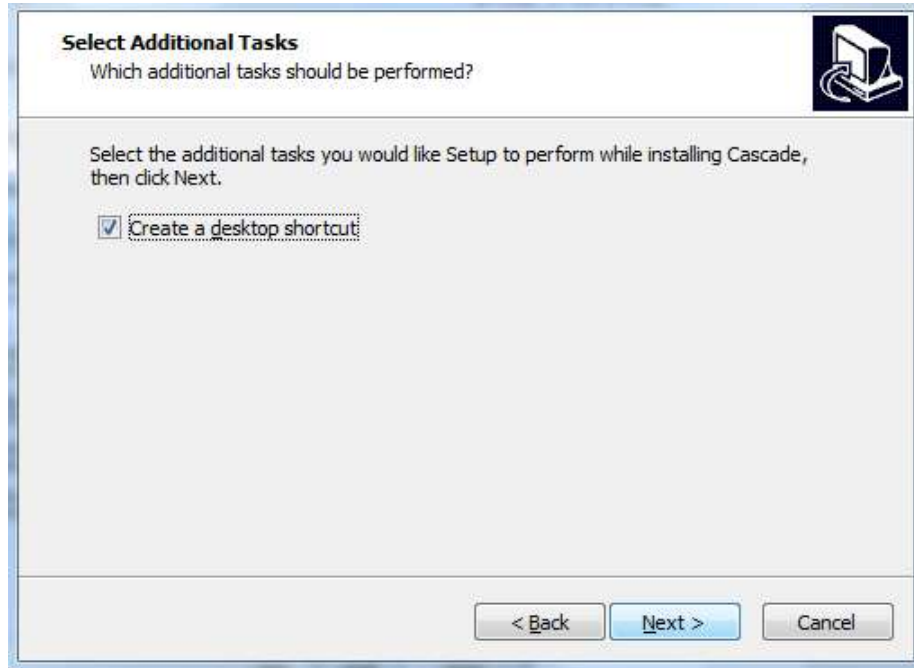 Select Additional Tasks
Which additional tasks should be performed?
Select the additional tasks you would like Setup to perform while installing Cascade,
then click Next.
Create a desktop shortcut
< Back
Next >
Cancel